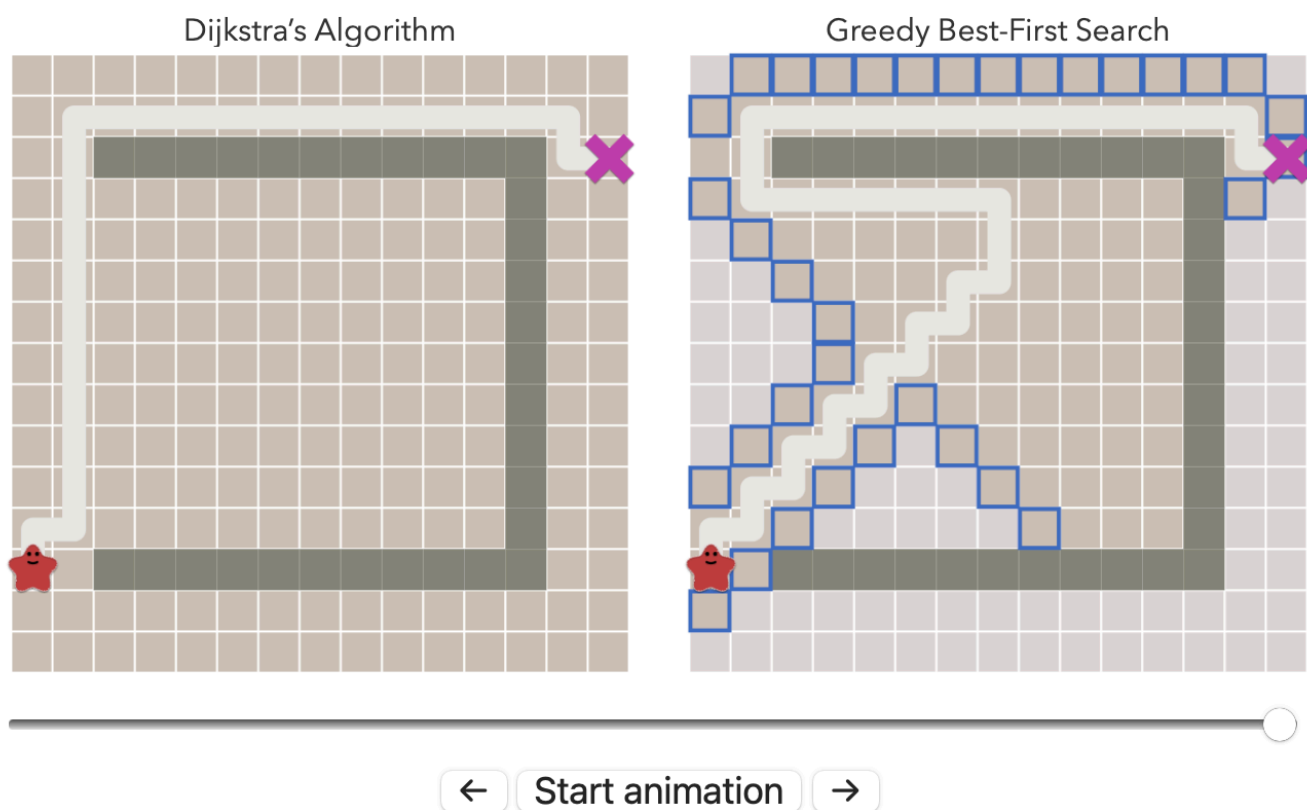 Dijkstra’s Algorithm
Greedy Best-First Search
← Start animation →